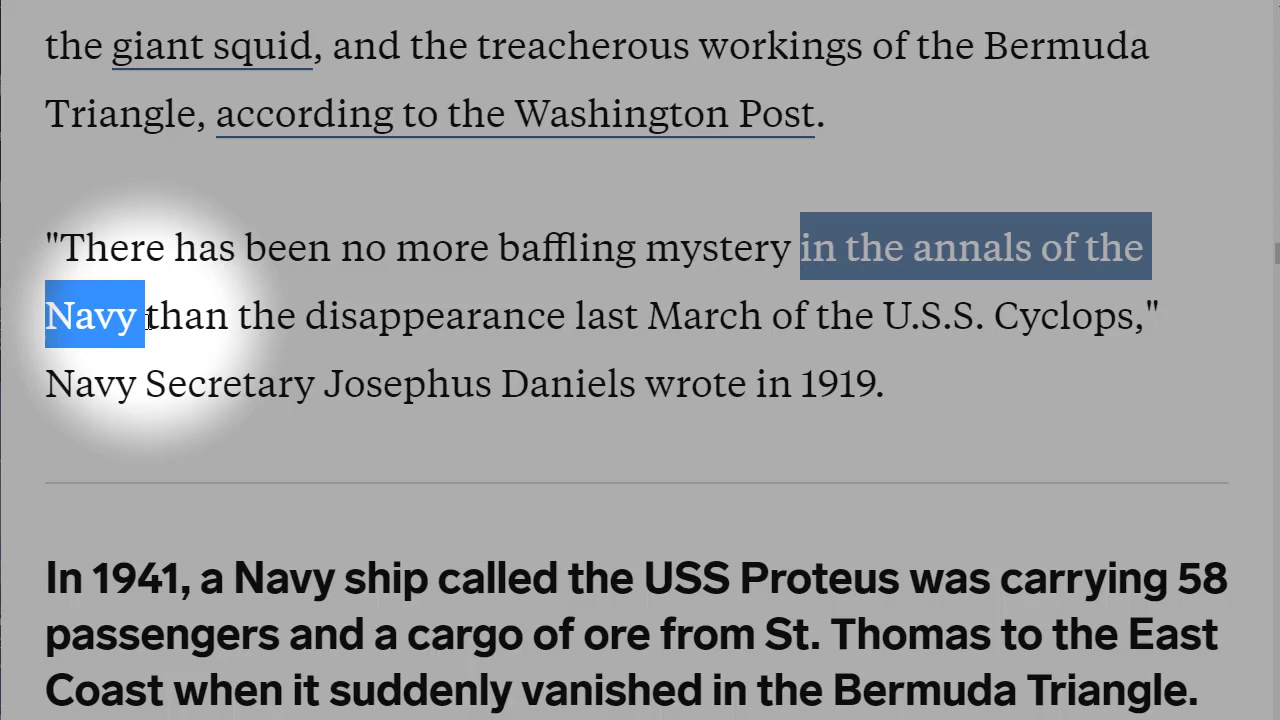 the giant squid, and the treacherous workings of the Bermuda
Triangle, according to the Washington Post.
"There has been no more baffling mystery in the annals of the
Navy than the disappearance last March of the U.S.S. Cyclops,"
Navy Secretary Josephus Daniels wrote in 1919.
In 1941, a Navy ship called the USS Proteus was carrying 58
passengers and a cargo of ore from St. Thomas to the East
Coast when it suddenly vanished in the Bermuda Triangle.